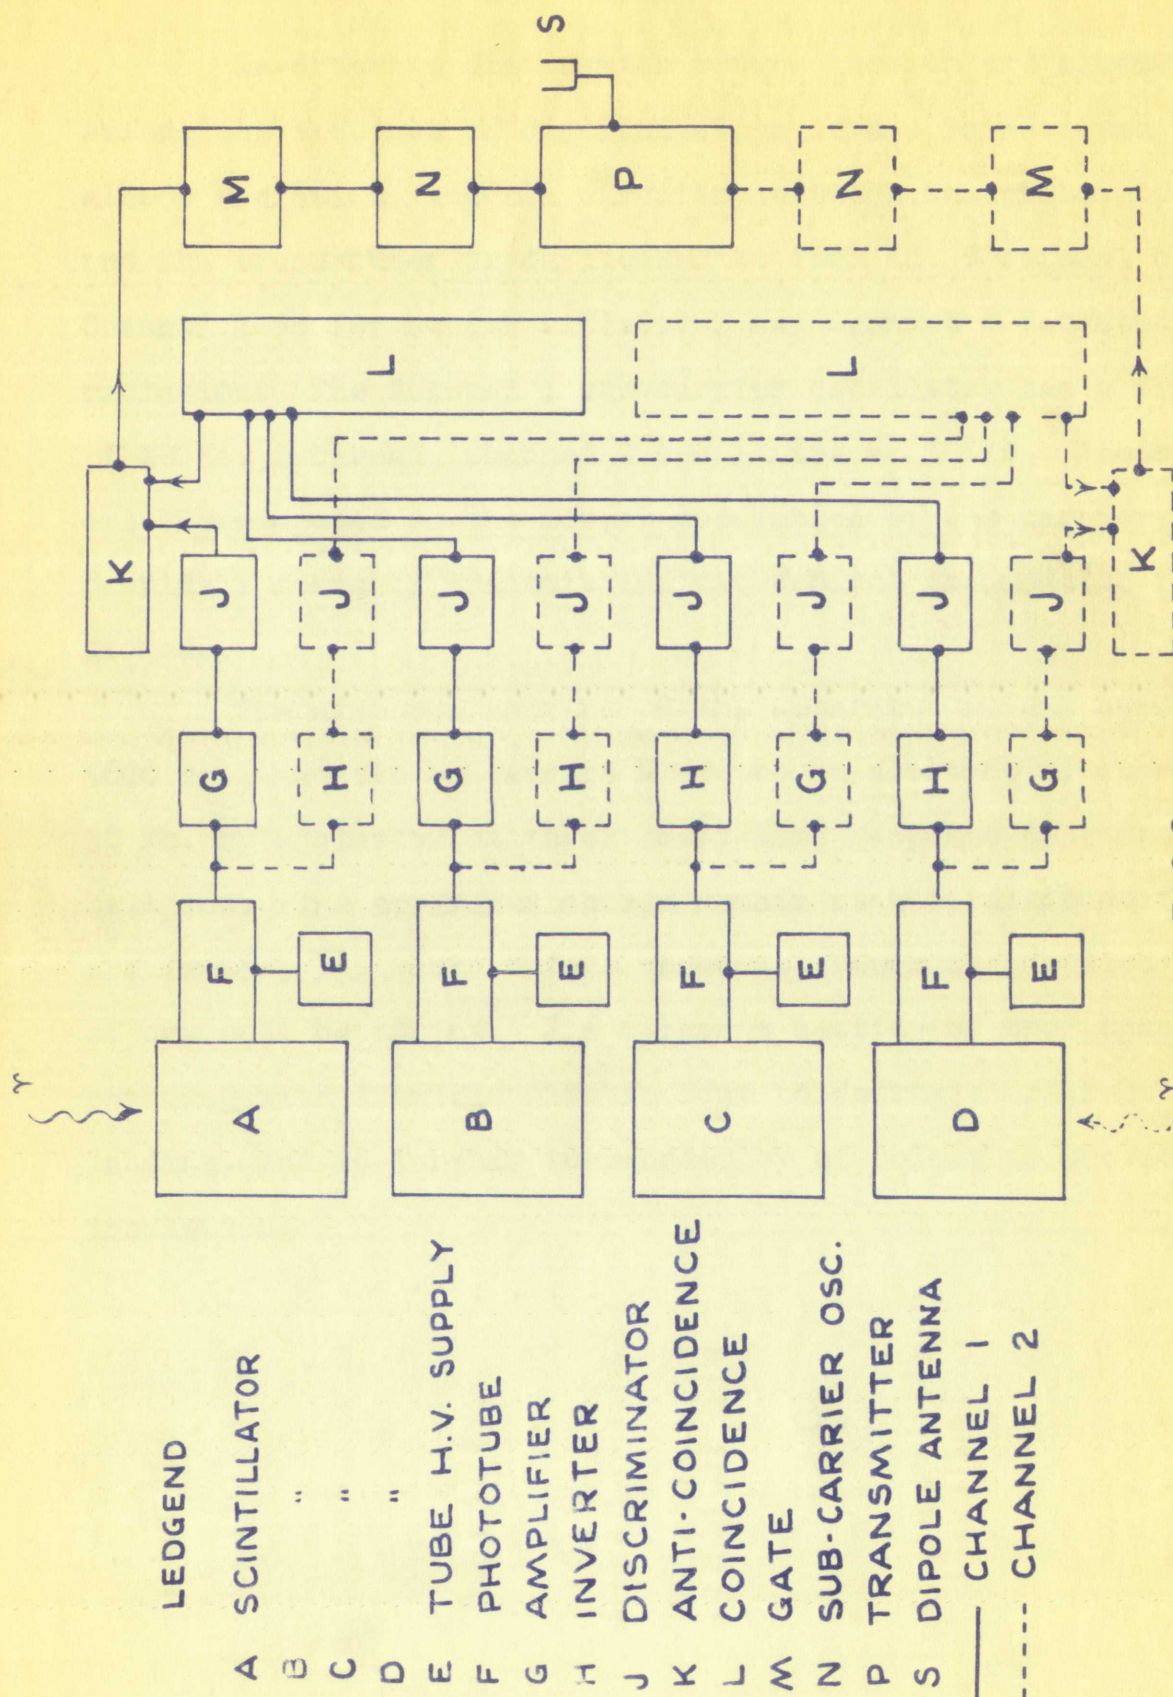 LEDGEND
A SCINTILLATOR
B "
C "
D "
E TUBE H.V. SUPPLY
F PHOTOTUBE
G AMPLIFIER
H INVERTER
J DISCRIMINATOR
K ANTI-COINCIDENCE
L COINCIDENCE
M GATE
N SUB-CARRIER OSC.
P TRANSMITTER
S DIPOLE ANTENNA
CHANNEL 1
CHANNEL 2
γ
A
F
E
G
H
J
J
K
B
F
E
G
H
J
J
C
F
E
H
G
J
J
D
F
E
H
G
J
J
K
γ
L
L
M
N
P
N
M
S